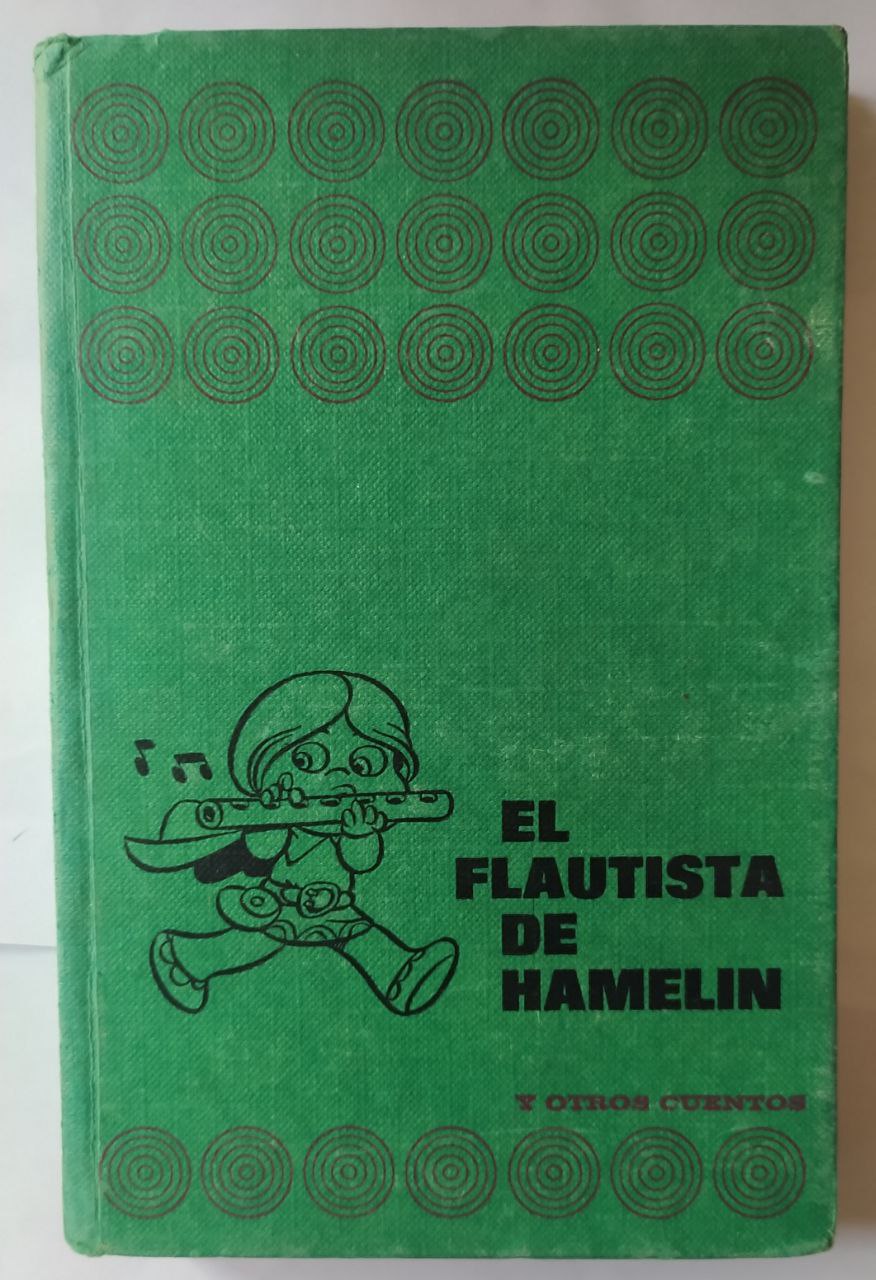 EL
FLAUTISTA
DE
HAMELIN
Y OTROS CUENTOS